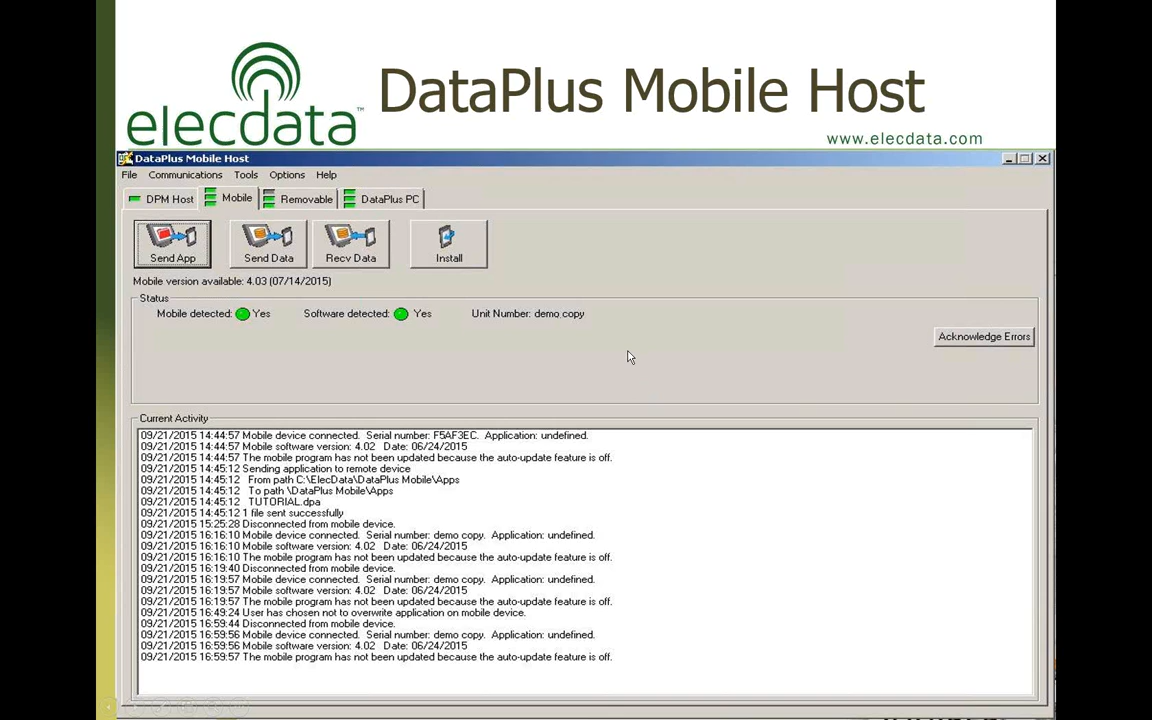 elecdata™
DataPlus Mobile Host
www.elecdata.com
DataPlus Mobile Host
File Communications Tools Options Help
DPM Host Mobile Removable DataPlus PC
Send App Send Data Recv Data Install
Mobile version available: 4.03 (07/14/2015)
Status
Mobile detected: Yes Software detected: Yes Unit Number: demo copy
Acknowledge Errors
Current Activity
09/21/2015 14:44:57 Mobile device connected. Serial number: F5AF3EC. Application: undefined.
09/21/2015 14:44:57 Mobile software version: 4.02 Date: 06/24/2015
09/21/2015 14:44:57 The mobile program has not been updated because the auto-update feature is off.
09/21/2015 14:45:12 Sending application to remote device
09/21/2015 14:45:12 From path C:\ElecData\DataPlus Mobile\Apps
09/21/2015 14:45:12 To path \DataPlus Mobile\Apps
09/21/2015 14:45:12 TUTORIAL.dpa
09/21/2015 14:45:12 1 file sent successfully
09/21/2015 15:25:28 Disconnected from mobile device.
09/21/2015 16:16:10 Mobile device connected. Serial number: demo copy. Application: undefined.
09/21/2015 16:16:10 Mobile software version: 4.02 Date: 06/24/2015
09/21/2015 16:16:10 The mobile program has not been updated because the auto-update feature is off.
09/21/2015 16:19:40 Disconnected from mobile device.
09/21/2015 16:19:57 Mobile device connected. Serial number: demo copy. Application: undefined.
09/21/2015 16:19:57 Mobile software version: 4.02 Date: 06/24/2015
09/21/2015 16:19:57 The mobile program has not been updated because the auto-update feature is off.
09/21/2015 16:49:24 User has chosen not to overwrite application on mobile device.
09/21/2015 16:59:44 Disconnected from mobile device.
09/21/2015 16:59:56 Mobile device connected. Serial number: demo copy. Application: undefined.
09/21/2015 16:59:56 Mobile software version: 4.02 Date: 06/24/2015
09/21/2015 16:59:57 The mobile program has not been updated because the auto-update feature is off.